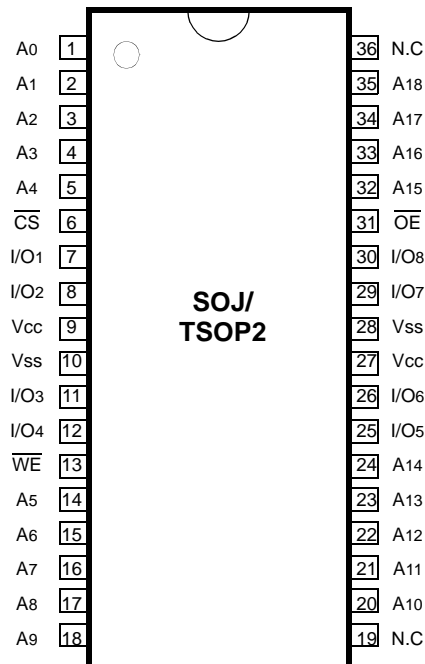 A0 1 36 N.C
A1 2 35 A18
A2 3 34 A17
A3 4 33 A16
A4 5 32 A15
CS 6 31 OE
I/O1 7 30 I/O8
I/O2 8 29 I/O7
Vcc 9 28 Vss
Vss 10 27 Vcc
I/O3 11 26 I/O6
I/O4 12 25 I/O5
WE 13 24 A14
A5 14 23 A13
A6 15 22 A12
A7 16 21 A11
A8 17 20 A10
A9 18 19 N.C
SOJ/
TSOP2